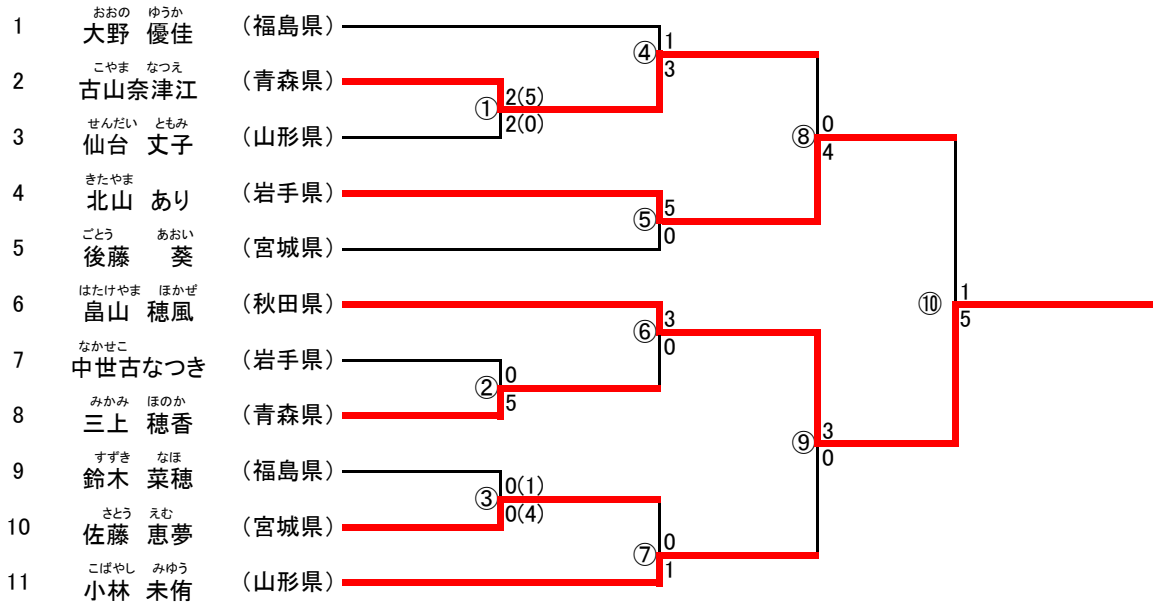 おおの ゆうか
1 大野 優佳 (福島県)
④ 1
3
こやま なつえ
2 古山奈津江 (青森県)
① 2(5)
2(0)
せんだい ともみ
3 仙台 丈子 (山形県)
⑧ 0
4
きたやま
4 北山 あり (岩手県)
⑤ 5
0
ごとう あおい
5 後藤 葵 (宮城県)
はたけやま ほかぜ
6 畠山 穂風 (秋田県)
⑩ 1
5
⑥ 3
0
なかせこ
7 中世古なつき (岩手県)
② 0
5
みかみ ほのか
8 三上 穂香 (青森県)
⑨ 3
0
すずき なほ
9 鈴木 菜穂 (福島県)
③ 0(1)
0(4)
さとう えむ
10 佐藤 恵夢 (宮城県)
⑦ 0
1
こばやし みゆう
11 小林 未侑 (山形県)